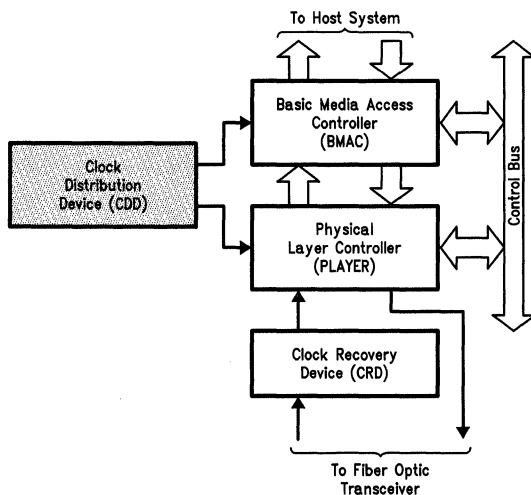 To Host System
Basic Media Access
Controller
(BMAC)
Clock
Distribution
Device (CDD)
Control Bus
Physical
Layer Controller
(PLAYER)
Clock Recovery
Device (CRD)
To Fiber Optic
Transceiver